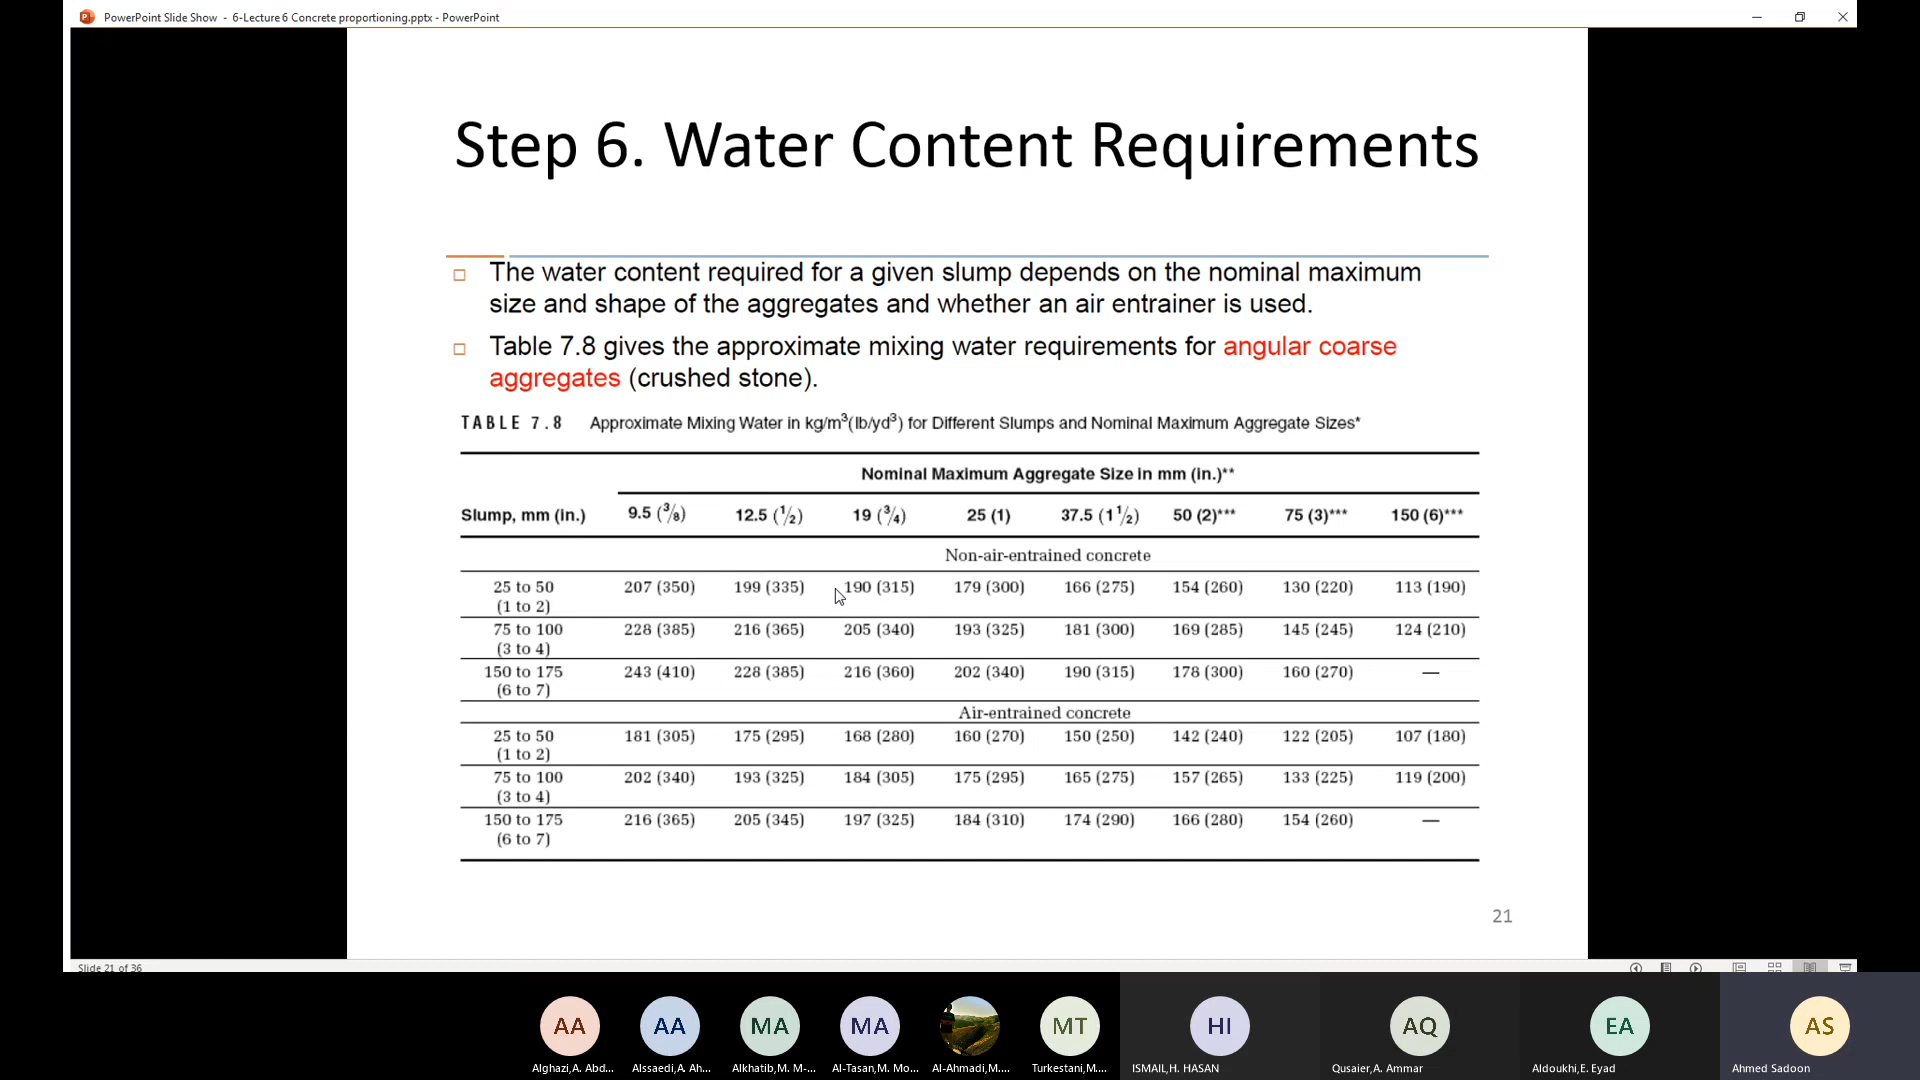 PowerPoint Slide Show - 6-Lecture 6 Concrete proportioning.pptx - PowerPoint
Step 6. Water Content Requirements
The water content required for a given slump depends on the nominal maximum
size and shape of the aggregates and whether an air entrainer is used.
Table 7.8 gives the approximate mixing water requirements for angular coarse
aggregates (crushed stone).
TABLE 7.8 Approximate Mixing Water in kg/m³(lb/yd³) for Different Slumps and Nominal Maximum Aggregate Sizes*
Nominal Maximum Aggregate Size in mm (in.)**
Slump, mm (in.) 9.5 (3/8) 12.5 (1/2) 19 (3/4) 25 (1) 37.5 (1 1/2) 50 (2)*** 75 (3)*** 150 (6)***
Non-air-entrained concrete
25 to 50 207 (350) 199 (335) 190 (315) 179 (300) 166 (275) 154 (260) 130 (220) 113 (190)
(1 to 2)
75 to 100 228 (385) 216 (365) 205 (340) 193 (325) 181 (300) 169 (285) 145 (245) 124 (210)
(3 to 4)
150 to 175 243 (410) 228 (385) 216 (360) 202 (340) 190 (315) 178 (300) 160 (270) —
(6 to 7)
Air-entrained concrete
25 to 50 181 (305) 175 (295) 168 (280) 160 (270) 150 (250) 142 (240) 122 (205) 107 (180)
(1 to 2)
75 to 100 202 (340) 193 (325) 184 (305) 175 (295) 165 (275) 157 (265) 133 (225) 119 (200)
(3 to 4)
150 to 175 216 (365) 205 (345) 197 (325) 184 (310) 174 (290) 166 (280) 154 (260) —
(6 to 7)
21
Slide 21 of 36
AA AA MA MA MT HI AQ EA AS
Alghazi,A. Abd... Alssaedi,A. Ah... Alkhatib,M. M-... Al-Tasan,M. Mo... Al-Ahmadi,M.... Turkestani,M.... ISMAIL,H. HASAN Qusaier,A. Ammar Aldoukhi,E. Eyad Ahmed Sadoon